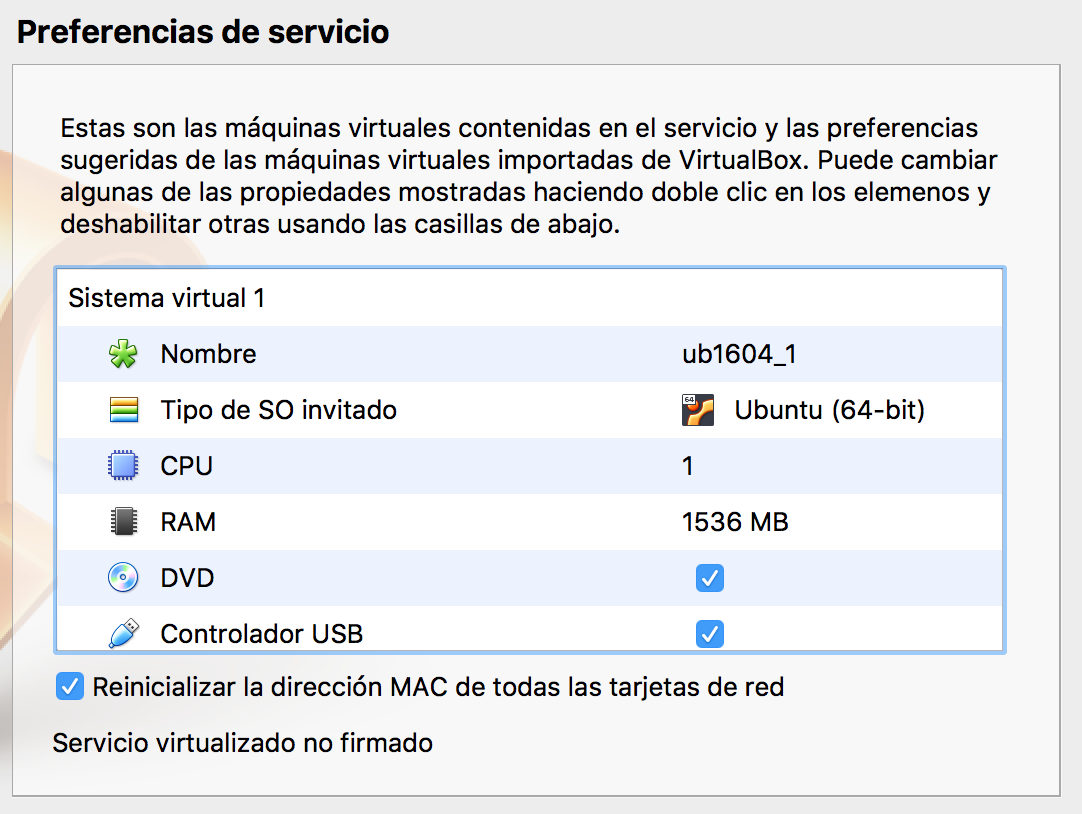 Preferencias de servicio
Estas son las máquinas virtuales contenidas en el servicio y las preferencias
sugeridas de las máquinas virtuales importadas de VirtualBox. Puede cambiar
algunas de las propiedades mostradas haciendo doble clic en los elemenos y
deshabilitar otras usando las casillas de abajo.
Sistema virtual 1
Nombre ub1604_1
Tipo de SO invitado 64 Ubuntu (64-bit)
CPU 1
RAM 1536 MB
DVD
Controlador USB
Reinicializar la dirección MAC de todas las tarjetas de red
Servicio virtualizado no firmado